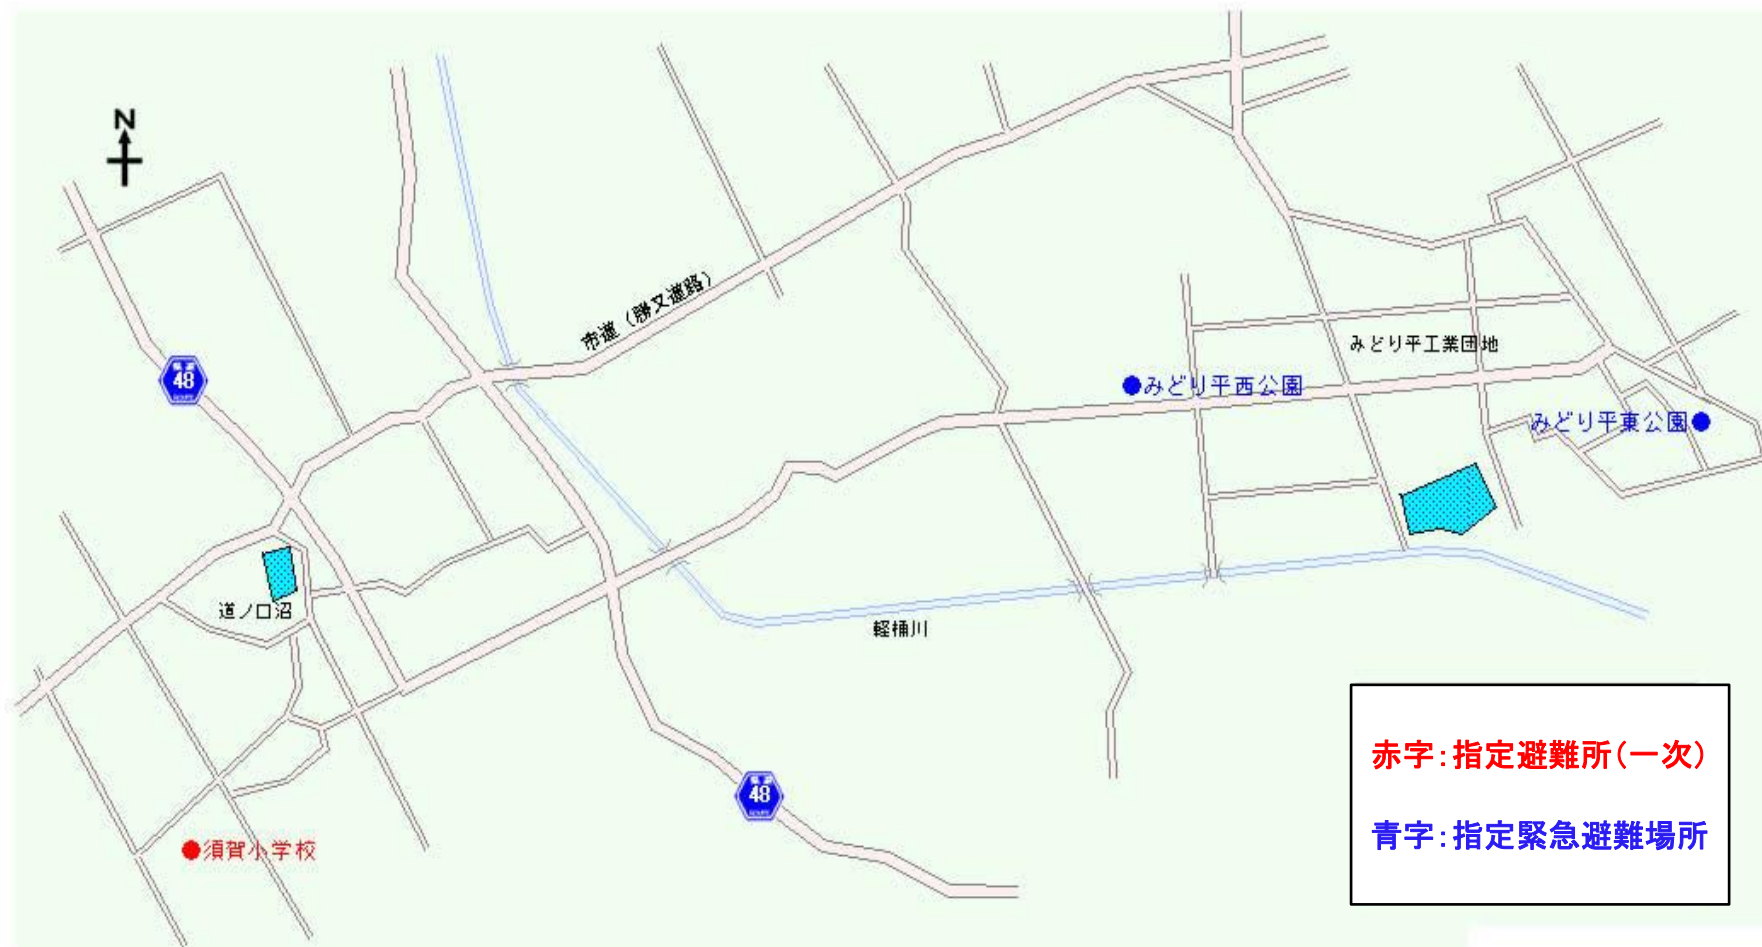 N
市道（勝又道路）
48
みどり平工業団地
みどり平西公園
みどり平東公園
道ノ口沼
軽桶川
48
須賀小学校
赤字：指定避難所（一次）
青字：指定緊急避難場所